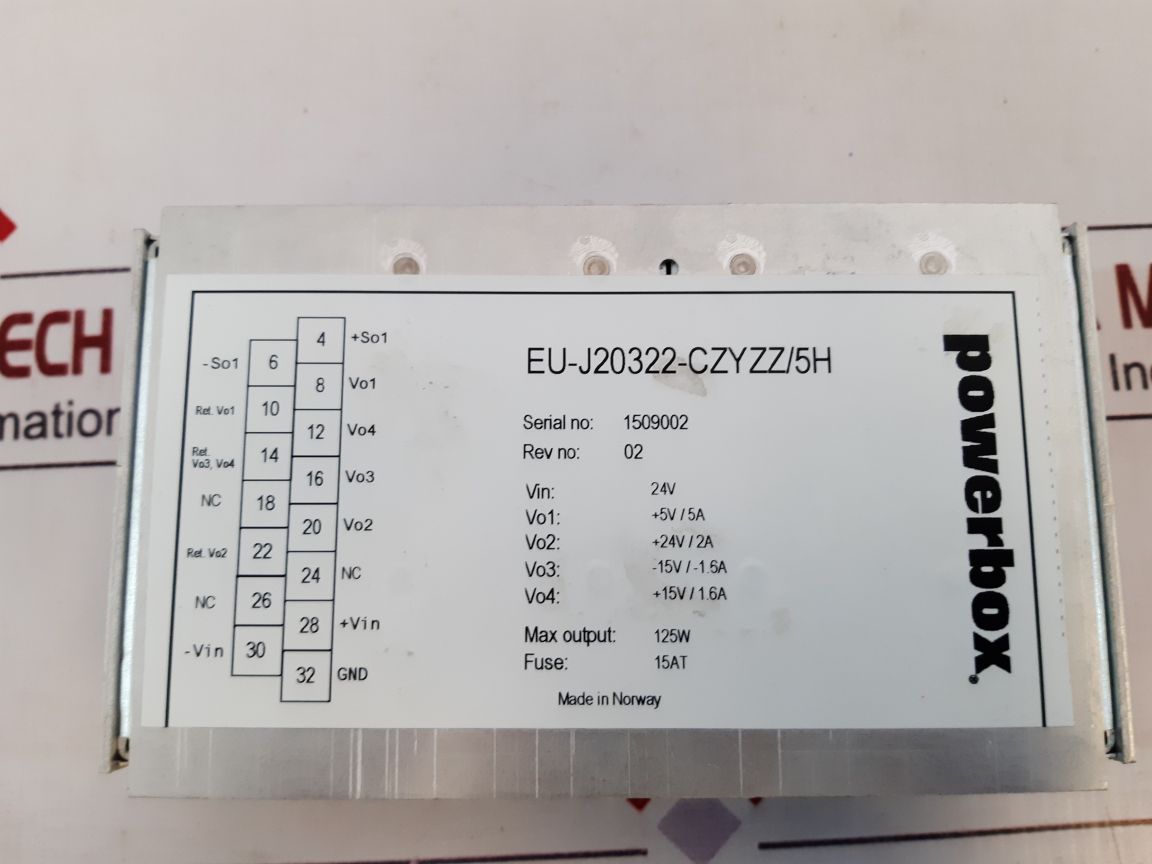 ECH
mation
M
Ind
4 +So1
-So1 6
8 Vo1
Ret. Vo1 10
12 Vo4
Ret.
Vo3, Vo4 14
16 Vo3
NC 18
20 Vo2
Ret. Vo2 22
24 NC
NC 26
28 +Vin
-Vin 30
32 GND
EU-J20322-CZYZZ/5H
Serial no: 1509002
Rev no: 02
Vin: 24V
Vo1: +5V / 5A
Vo2: +24V / 2A
Vo3: -15V / -1.6A
Vo4: +15V / 1.6A
Max output: 125W
Fuse: 15AT
Made in Norway
powerbox